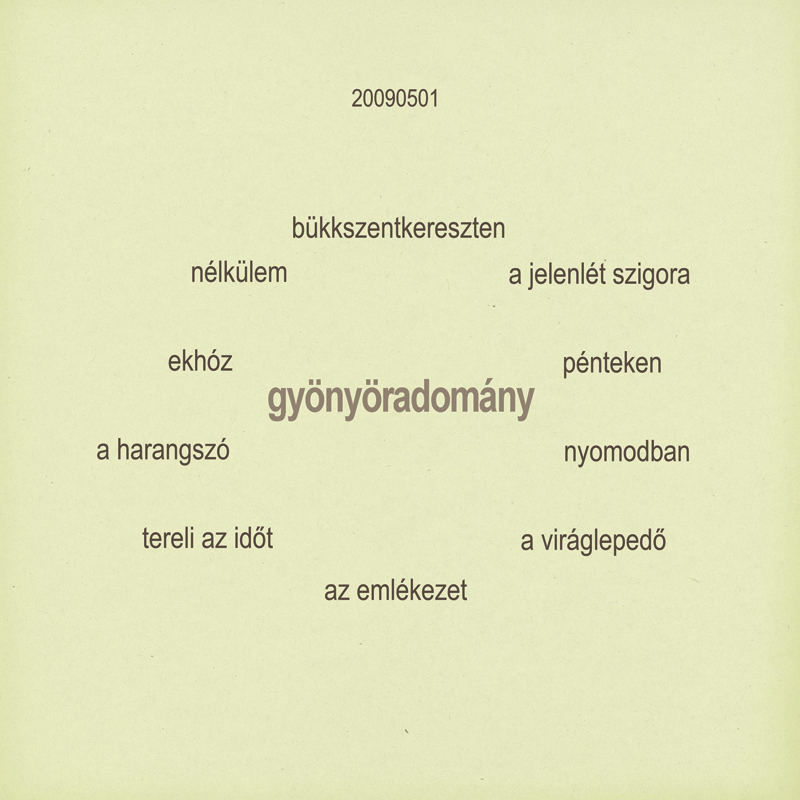 20090501
bükkszentkereszten
nélkülem
a jelenlét szigora
ekhóz
pénteken
gyönyöradomány
a harangszó
nyomodban
tereli az időt
a viráglepedő
az emlékezet